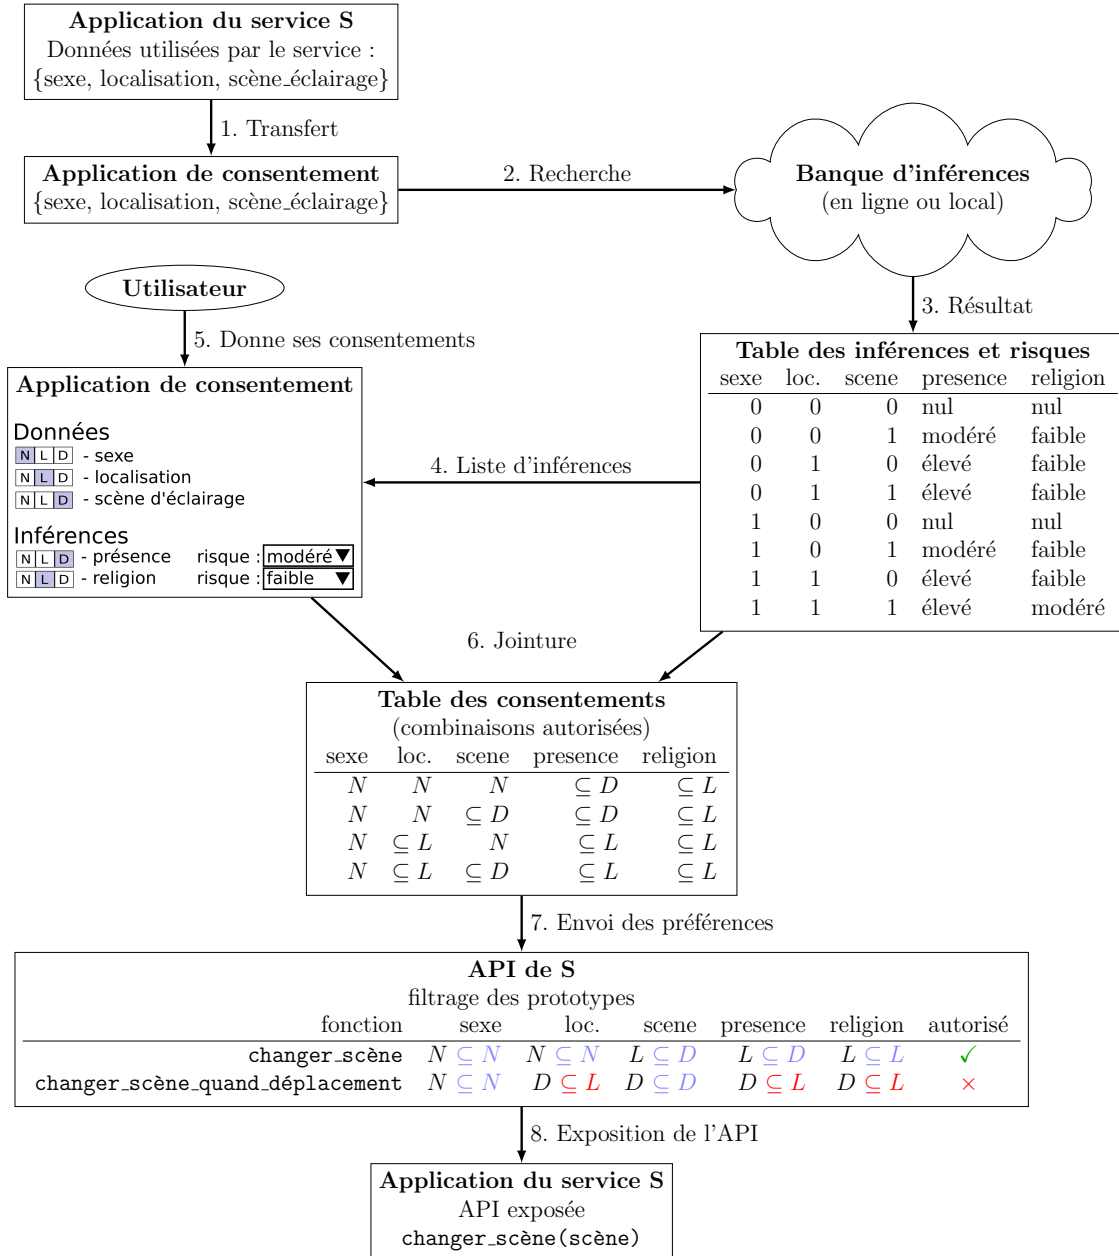 Application du service S
Données utilisées par le service :
{sexe, localisation, scène_éclairage}
1. Transfert
Application de consentement
{sexe, localisation, scène_éclairage}
2. Recherche
Banque d'inférences
(en ligne ou local)
3. Résultat
Utilisateur
5. Donne ses consentements
Table des inférences et risques
sexe loc. scene presence religion
0 0 0 nul nul
0 0 1 modéré faible
0 1 0 élevé faible
0 1 1 élevé faible
1 0 0 nul nul
1 0 1 modéré faible
1 1 0 élevé faible
1 1 1 élevé modéré
4. Liste d'inférences
Application de consentement
Données
N L D - sexe
N L D - localisation
N L D - scène d'éclairage
Inférences
N L D - présence risque : modéré ▼
N L D - religion risque : faible ▼
6. Jointure
Table des consentements
(combinaisons autorisées)
sexe loc. scene presence religion
N N N ⊆ D ⊆ L
N N ⊆ D ⊆ D ⊆ L
N ⊆ L N ⊆ L ⊆ L
N ⊆ L ⊆ D ⊆ L ⊆ L
7. Envoi des préférences
API de S
filtrage des prototypes
fonction sexe loc. scene presence religion autorisé
changer_scène N ⊆ N N ⊆ N L ⊆ D L ⊆ D L ⊆ L ✓
changer_scène_quand_déplacement N ⊆ N D ⊆ L D ⊆ D D ⊆ L D ⊆ L ×
8. Exposition de l'API
Application du service S
API exposée
changer_scène(scène)